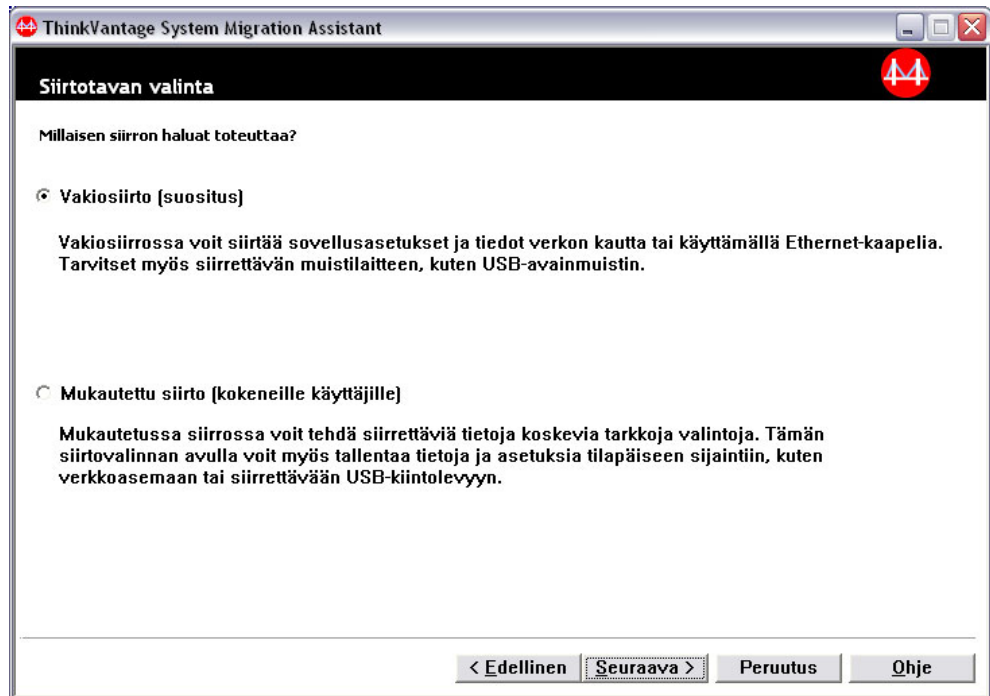 ThinkVantage System Migration Assistant
Siirtotavan valinta
Millaisen siirron haluat toteuttaa?
Vakiosiirto (suositus)
Vakiosiirrossa voit siirtää sovellusasetukset ja tiedot verkon kautta tai käyttämällä Ethernet-kaapelia.
Tarvitset myös siirrettävän muistilaitteen, kuten USB-avainmuistin.
Mukautettu siirto (kokeneille käyttäjille)
Mukautetussa siirrossa voit tehdä siirrettäviä tietoja koskevia tarkkoja valintoja. Tämän
siirtovalinnan avulla voit myös tallentaa tietoja ja asetuksia tilapäiseen sijaintiin, kuten
verkkoasemaan tai siirrettävään USB-kiintolevyyn.
< Edellinen Seuraava > Peruutus Ohje